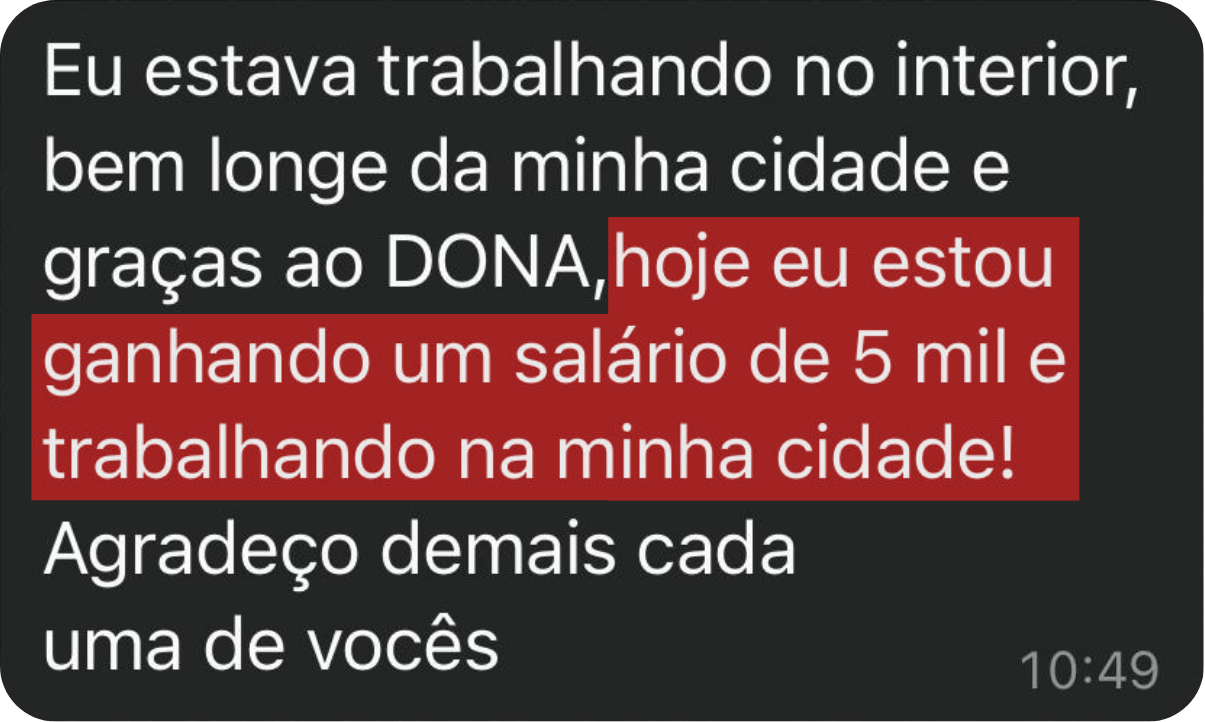 Eu estava trabalhando no interior,
bem longe da minha cidade e
graças ao DONA,hoje eu estou
ganhando um salário de 5 mil e
trabalhando na minha cidade!
Agradeço demais cada
uma de vocês
10:49